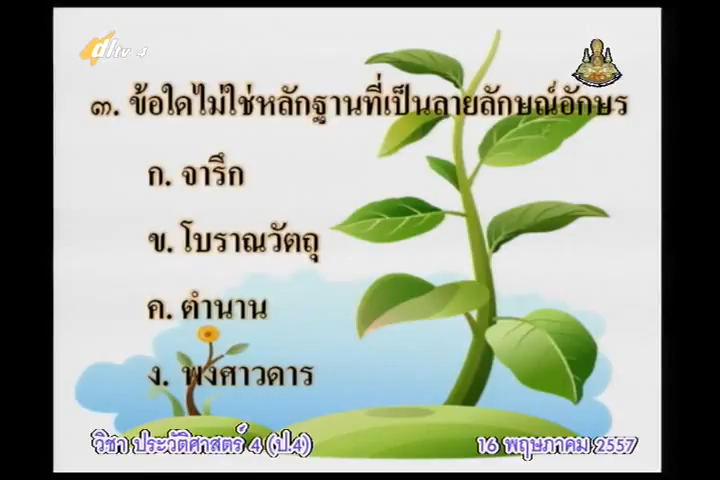 dltv 4
๓. ข้อใดไม่ใช่หลักฐานที่เป็นลายลักษณ์อักษร
ก. จารึก
ข. โบราณวัตถุ
ค. ตำนาน
ง. พงศาวดาร
วิชา ประวัติศาสตร์ 4 (ป.4) 16 พฤษภาคม 2557